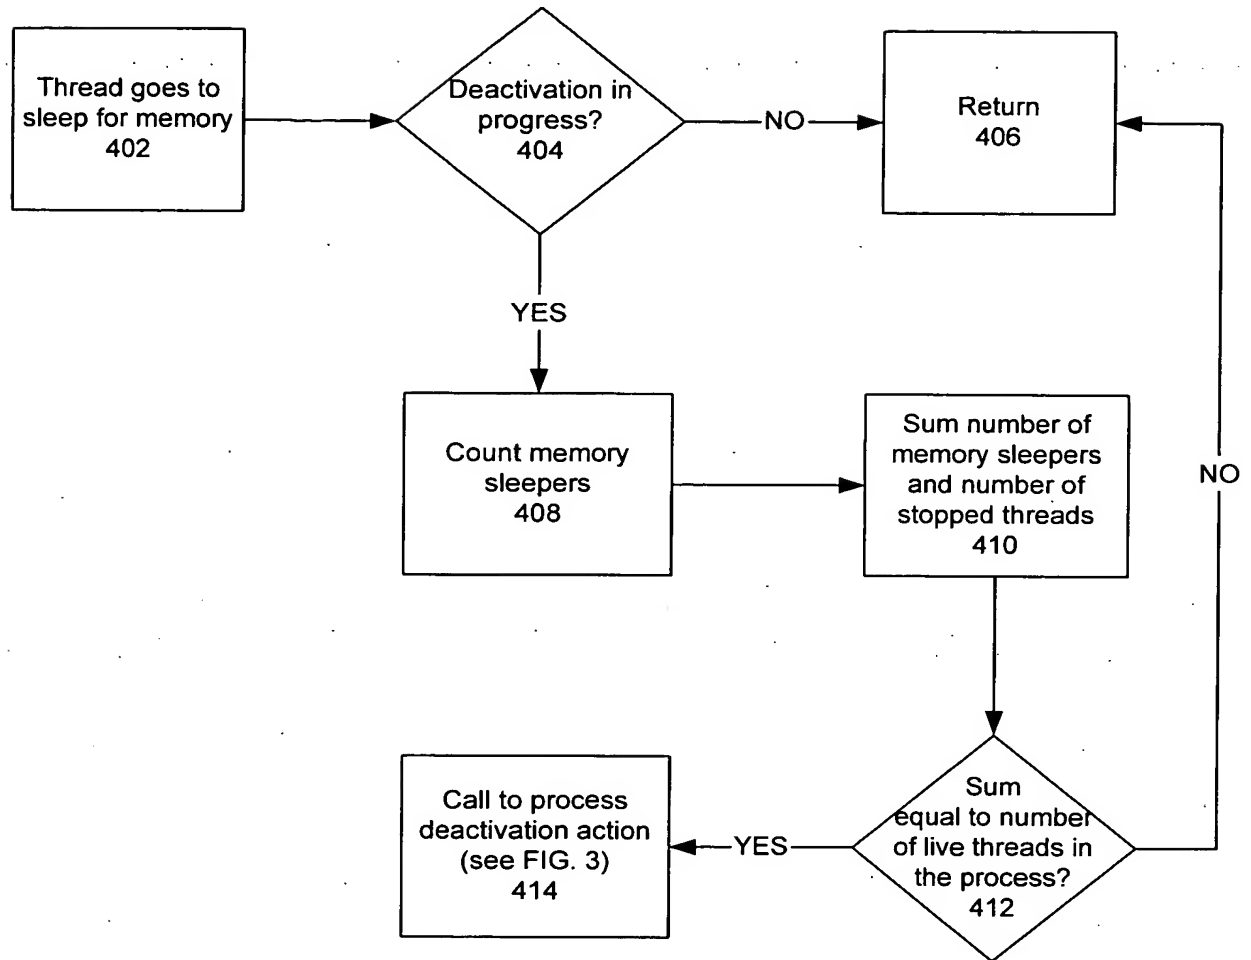 Thread goes to
sleep for memory
402
Deactivation in
progress?
404
NO
Return
406
YES
Count memory
sleepers
408
Sum number of
memory sleepers
and number of
stopped threads
410
NO
Call to process
deactivation action
(see FIG. 3)
414
YES
Sum
equal to number
of live threads in
the process?
412